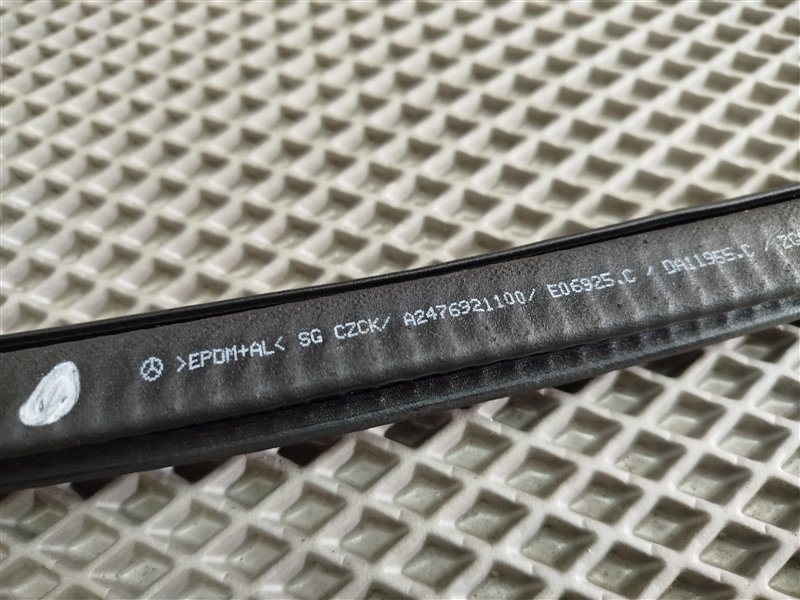 >EPDM+AL< SG CZCK/ A2476921100/ E06925.C / DA11955.C /